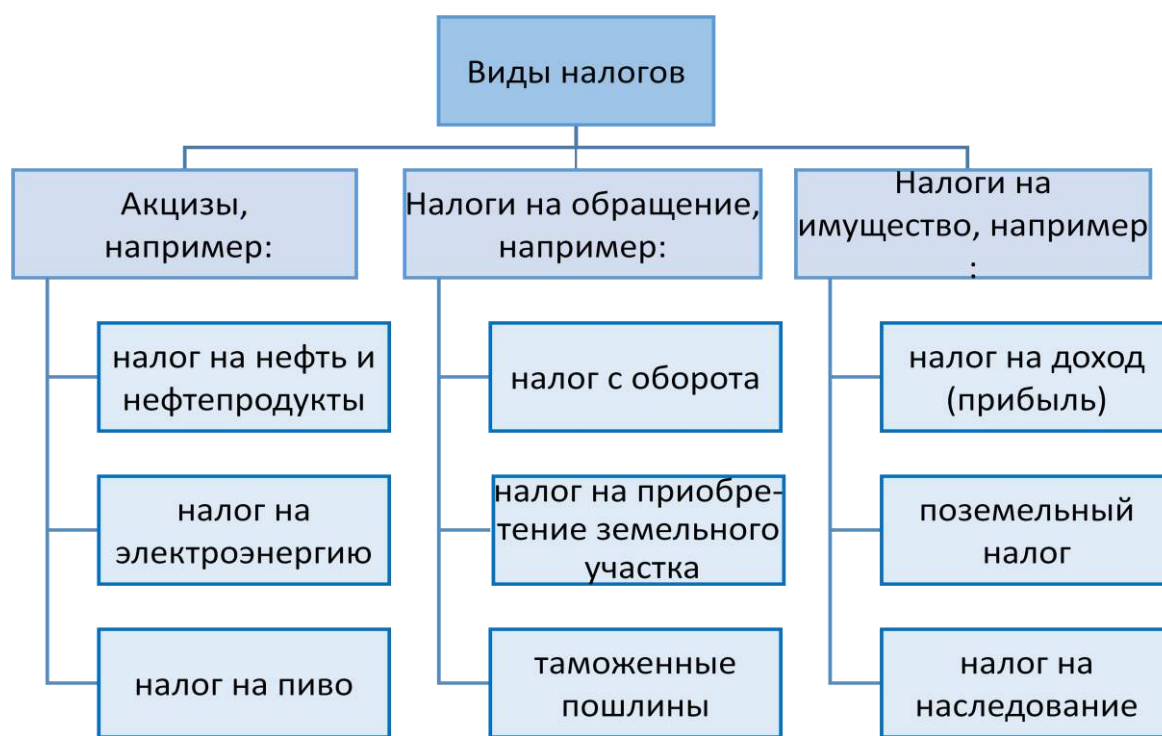 Виды налогов
Акцизы,
например:
налог на нефть и
нефтепродукты
налог на
электроэнергию
налог на пиво
Налоги на обращение,
например:
налог с оборота
налог на приобре-
тение земельного
участка
таможенные
пошлины
Налоги на
имущество, например
:
налог на доход
(прибыль)
поземельный
налог
налог на
наследование